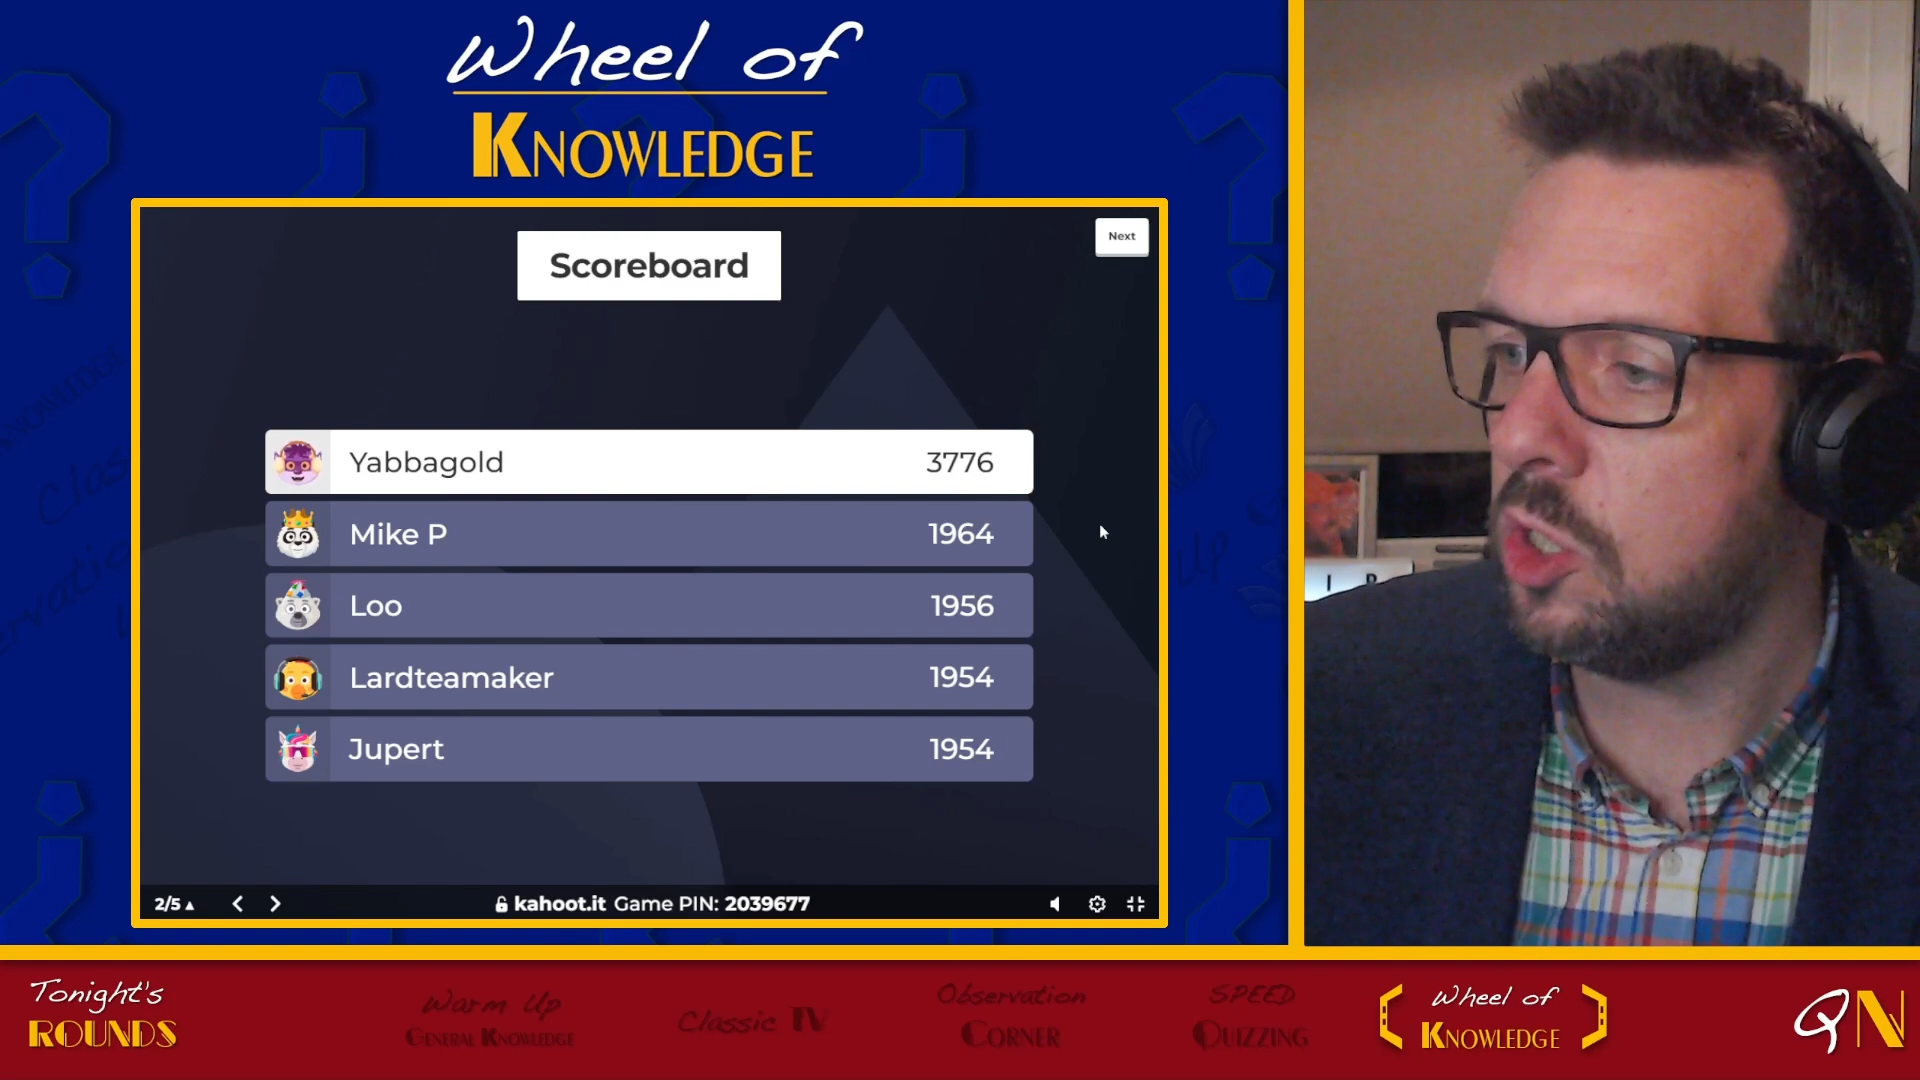 Wheel of
KNOWLEDGE
Next
Scoreboard
Yabbagold 3776
Mike P 1964
Loo 1956
Lardteamaker 1954
Jupert 1954
2/5
kahoot.it Game PIN: 2039677
Tonight's
ROUNDS
Warm Up
GENERAL KNOWLEDGE
Classic TV
Observation
CORNER
SPEED
QUIZZING
Wheel of
KNOWLEDGE
QN